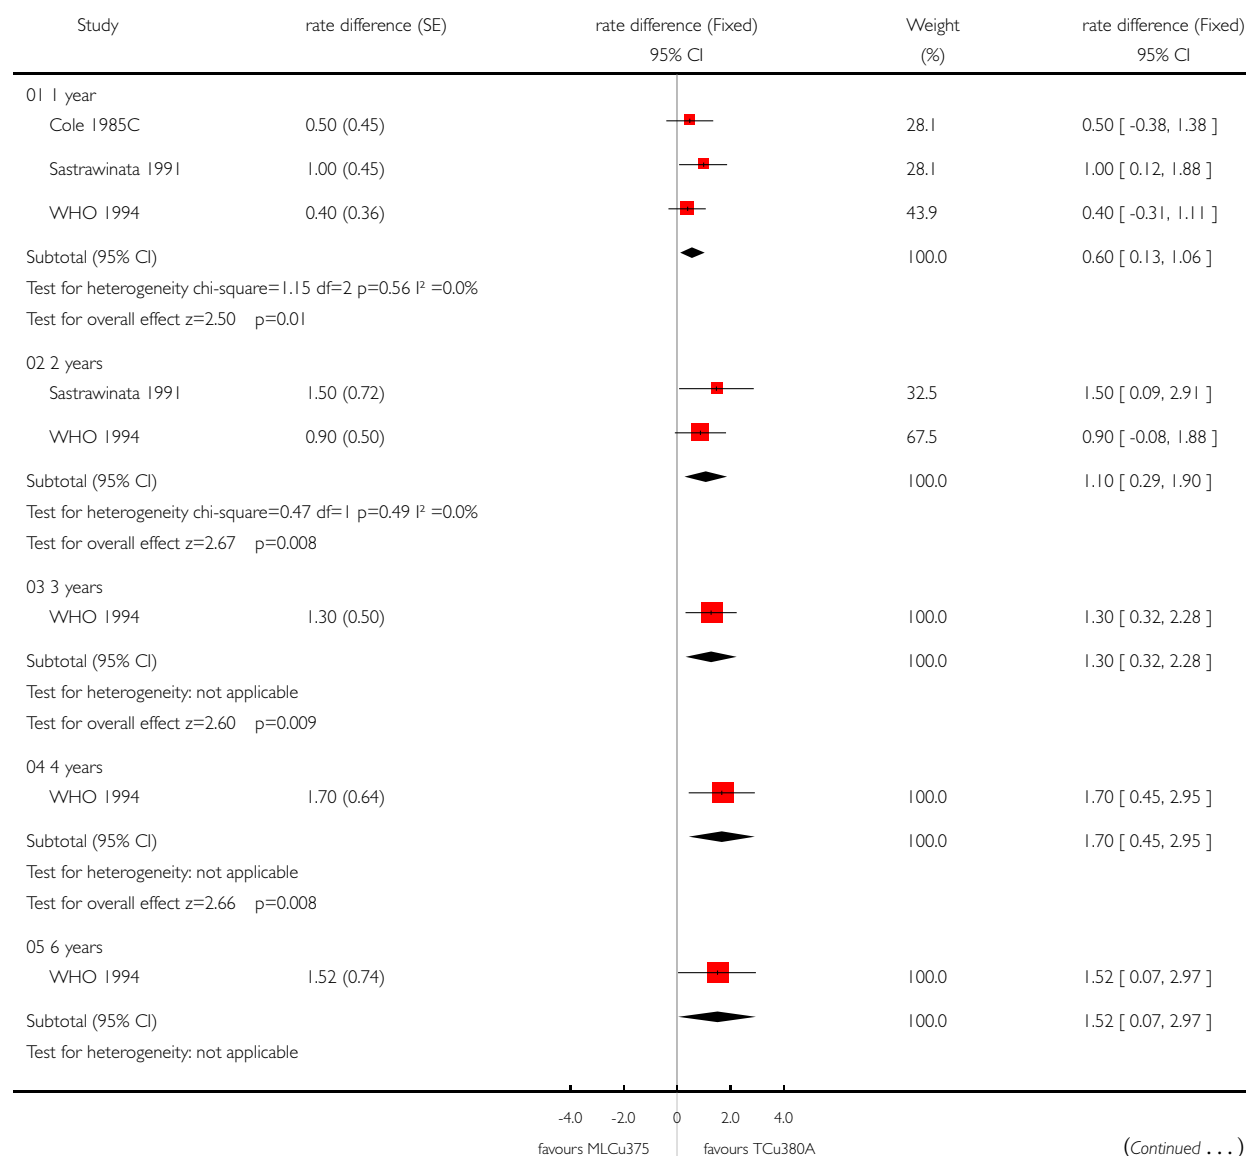 Study rate difference (SE) rate difference (Fixed) Weight rate difference (Fixed)
95% CI (%) 95% CI
01 1 year
Cole 1985C 0.50 (0.45) 28.1 0.50 [ -0.38, 1.38 ]
Sastrawinata 1991 1.00 (0.45) 28.1 1.00 [ 0.12, 1.88 ]
WHO 1994 0.40 (0.36) 43.9 0.40 [ -0.31, 1.11 ]
Subtotal (95% CI) 100.0 0.60 [ 0.13, 1.06 ]
Test for heterogeneity chi-square=1.15 df=2 p=0.56 I² =0.0%
Test for overall effect z=2.50 p=0.01
02 2 years
Sastrawinata 1991 1.50 (0.72) 32.5 1.50 [ 0.09, 2.91 ]
WHO 1994 0.90 (0.50) 67.5 0.90 [ -0.08, 1.88 ]
Subtotal (95% CI) 100.0 1.10 [ 0.29, 1.90 ]
Test for heterogeneity chi-square=0.47 df=1 p=0.49 I² =0.0%
Test for overall effect z=2.67 p=0.008
03 3 years
WHO 1994 1.30 (0.50) 100.0 1.30 [ 0.32, 2.28 ]
Subtotal (95% CI) 100.0 1.30 [ 0.32, 2.28 ]
Test for heterogeneity: not applicable
Test for overall effect z=2.60 p=0.009
04 4 years
WHO 1994 1.70 (0.64) 100.0 1.70 [ 0.45, 2.95 ]
Subtotal (95% CI) 100.0 1.70 [ 0.45, 2.95 ]
Test for heterogeneity: not applicable
Test for overall effect z=2.66 p=0.008
05 6 years
WHO 1994 1.52 (0.74) 100.0 1.52 [ 0.07, 2.97 ]
Subtotal (95% CI) 100.0 1.52 [ 0.07, 2.97 ]
Test for heterogeneity: not applicable
-4.0 -2.0 0 2.0 4.0
favours MLCu375 favours TCu380A (Continued . . . )